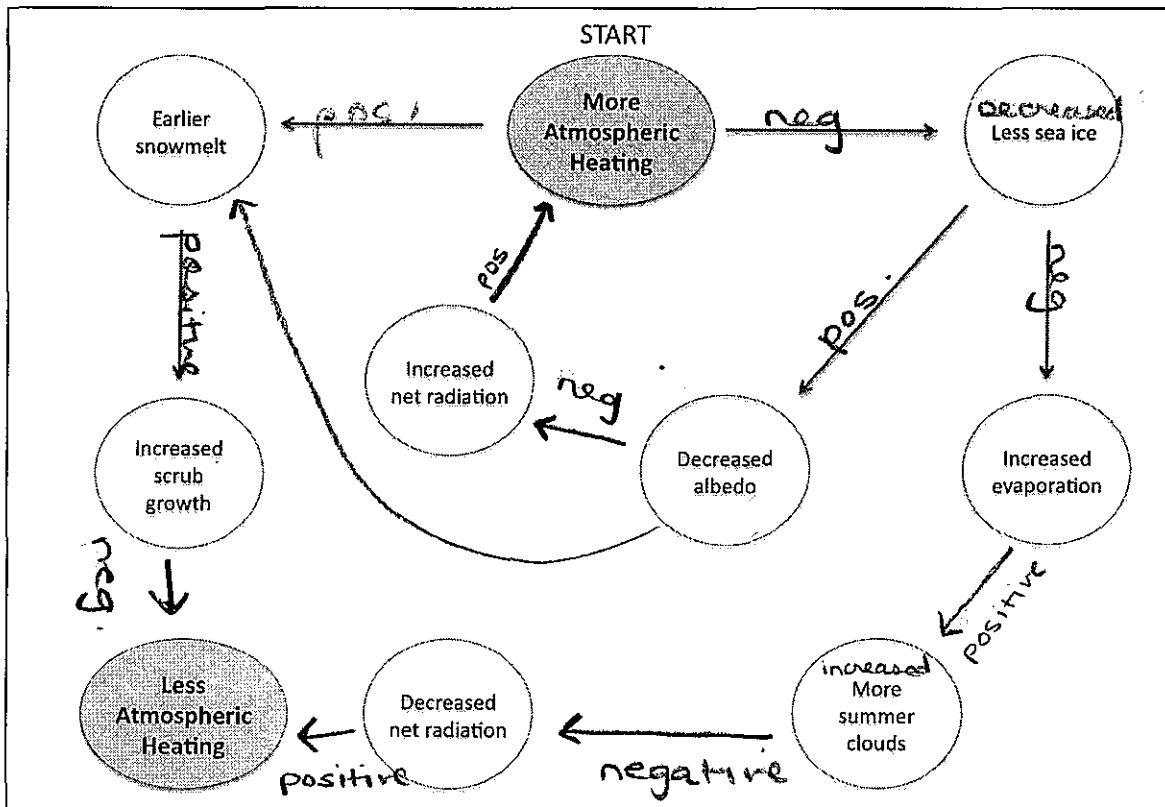 START
Earlier
snowmelt
pos,
More
Atmospheric
Heating
neg
Decreased
Less sea ice
positive
pos
pos.
neg
Increased
net radiation
neg
Increased
scrub
growth
Decreased
albedo
Increased
evaporation
neg.
positive
Less
Atmospheric
Heating
Decreased
net radiation
increased
More
summer
clouds
positive
negative